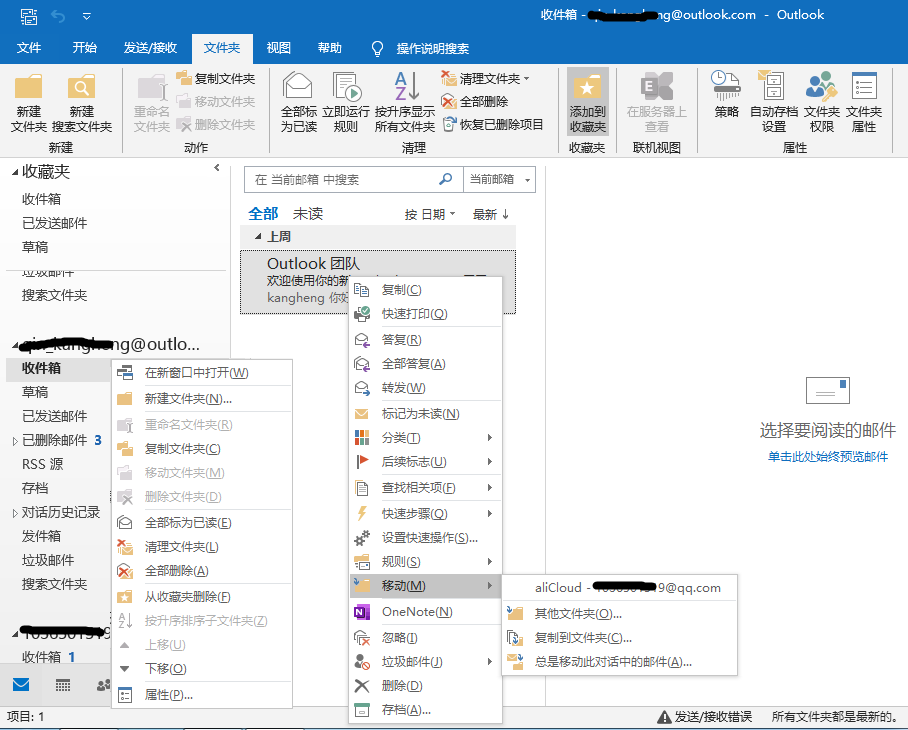 收件箱 - @outlook.com - Outlook
文件 开始 发送/接收 文件夹 视图 帮助 操作说明搜索
新建
文件夹
新建
搜索文件夹
新建
重命名
文件夹
复制文件夹
移动文件夹
删除文件夹
动作
全部标
为已读
立即运行
规则
按升序显示
所有文件夹
清理文件夹
全部删除
恢复已删除项目
清理
添加到
收藏夹
收藏夹
在服务器上
查看
联机视图
策略
自动存档
设置
文件夹
权限
文件夹
属性
属性
收藏夹
收件箱
已发送邮件
草稿
垃圾邮件
搜索文件夹
@outlo...
收件箱
草稿
已发送邮件
已删除邮件 3
RSS 源
存档
对话历史记录
发件箱
垃圾邮件
搜索文件夹
收件箱 1
在 当前邮箱 中搜索 当前邮箱
全部 未读 按 日期 最新 ↓
上周
Outlook 团队
欢迎使用你的新
kangheng 你好
在新窗口中打开(W)
新建文件夹(N)...
重命名文件夹(R)
复制文件夹(C)
移动文件夹(M)
删除文件夹(D)
全部标为已读(E)
清理文件夹(L)
全部删除(A)
从收藏夹删除(F)
按升序排序子文件夹(Z)
上移(U)
下移(O)
属性(P)...
复制(C)
快速打印(Q)
答复(R)
全部答复(A)
转发(W)
标记为未读(N)
分类(T)
后续标志(U)
查找相关项(F)
快速步骤(Q)
设置快速操作(S)...
规则(S)
移动(M)
OneNote(N)
忽略(I)
垃圾邮件(J)
删除(D)
存档(A)...
aliCloud - @qq.com
其他文件夹(O)...
复制到文件夹(C)...
总是移动此对话中的邮件(A)...
选择要阅读的邮件
单击此处始终预览邮件
项目: 1 发送/接收错误 所有文件夹都是最新的。